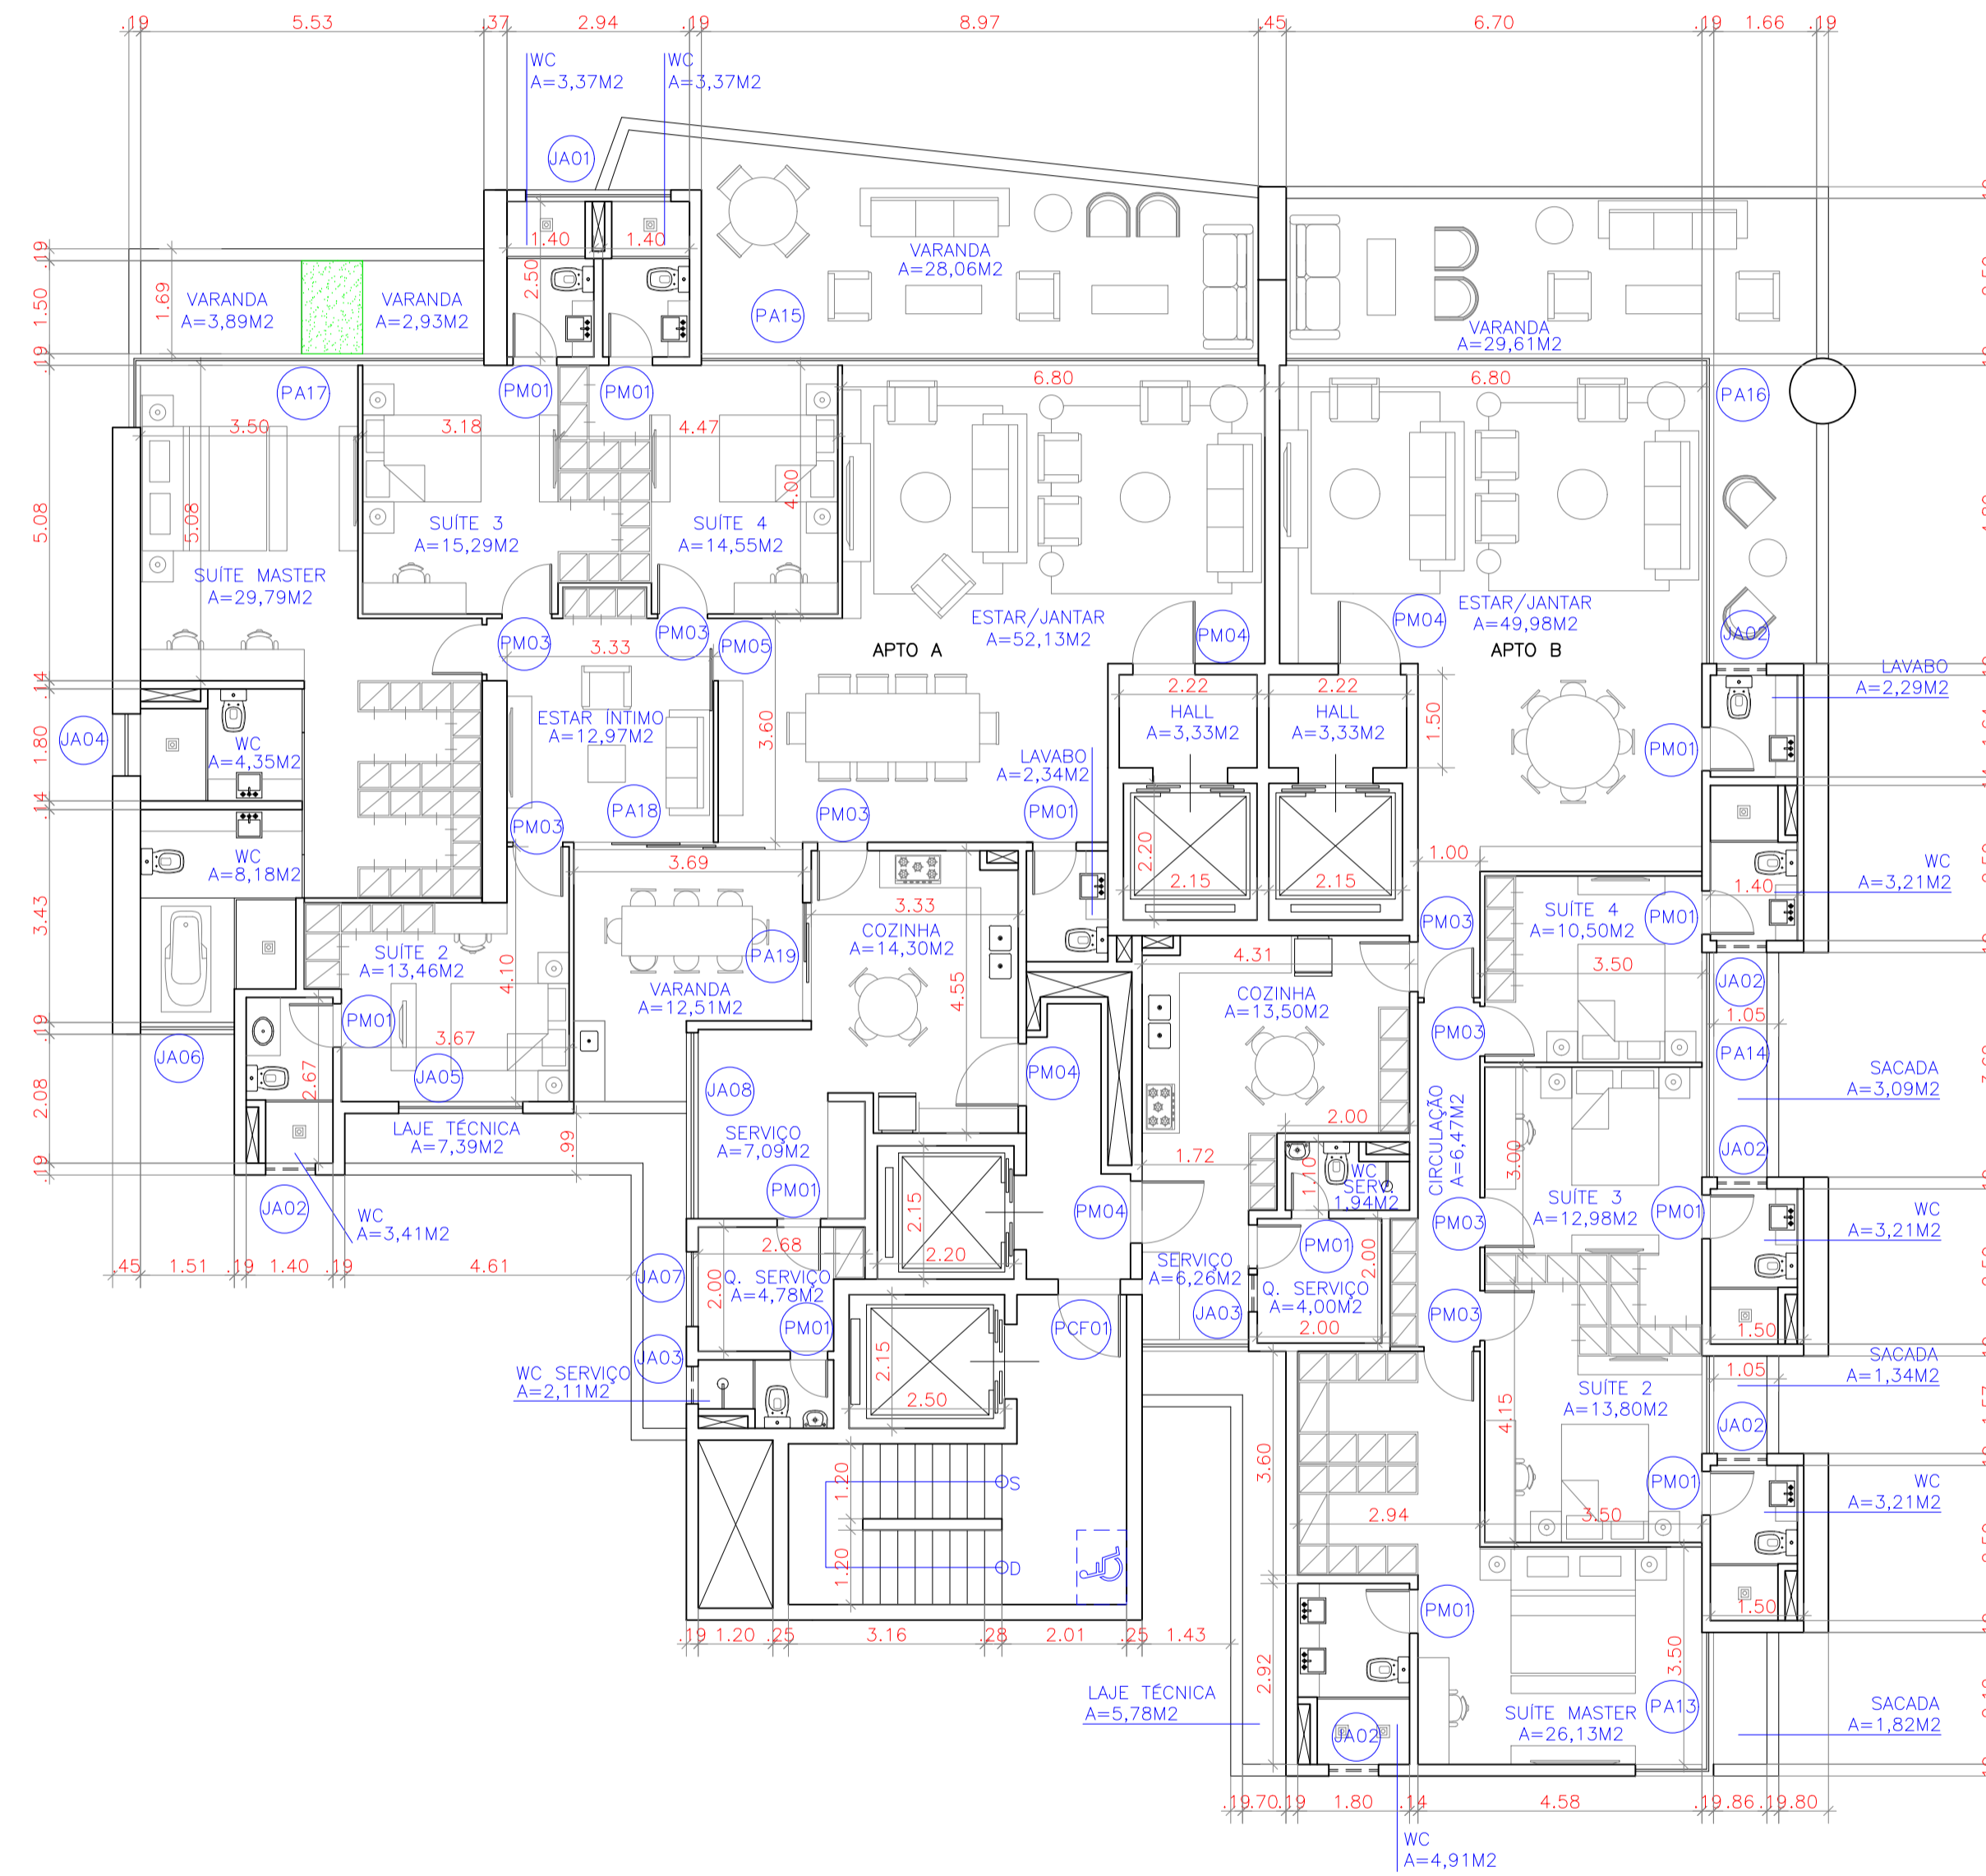 .19 5.53 .37 2.94 .19 8.97 .45 6.70 .19 1.66 .19
WC
A=3,37M2
WC
A=3,37M2
JA01
1.40
1.40
2.50
VARANDA
A=28,06M2
.19
1.50
.19
1.69
VARANDA
A=3,89M2
VARANDA
A=2,93M2
PA15
VARANDA
A=29,61M2
PA17
PM01
PM01
6.80
6.80
PA16
3.50
3.18
4.47
4.00
5.08
5.08
SUÍTE 3
A=15,29M2
SUÍTE 4
A=14,55M2
SUÍTE MASTER
A=29,79M2
ESTAR/JANTAR
A=52,13M2
ESTAR/JANTAR
A=49,98M2
PM03
PM03
PM05
PM04
PM04
JA02
3.33
APTO A
APTO B
LAVABO
A=2,29M2
.14
1.80
.14
JA04
WC
A=4,35M2
ESTAR ÍNTIMO
A=12,97M2
3.60
2.22
2.22
HALL
A=3,33M2
HALL
A=3,33M2
1.50
PM01
LAVABO
A=2,34M2
PM03
PA18
PM03
PM01
2.20
2.15
2.15
1.00
WC
A=8,18M2
3.69
3.33
WC
A=3,21M2
1.40
3.43
SUÍTE 2
A=13,46M2
4.10
PA19
COZINHA
A=14,30M2
4.55
4.31
PM03
SUÍTE 4
A=10,50M2
PM01
3.50
VARANDA
A=12,51M2
COZINHA
A=13,50M2
JA02
.19
PM01
3.67
JA06
JA05
JA08
PM04
PM03
1.05
PA14
SACADA
A=3,09M2
2.08
2.67
.99
LAJE TÉCNICA
A=7,39M2
SERVIÇO
A=7,09M2
2.00
CIRCULAÇÃO
A=6,47M2
.19
1.72
1.10
WC
SERV.
1,94M2
3.00
JA02
JA02
WC
A=3,41M2
PM01
2.15
2.20
PM04
SUÍTE 3
A=12,98M2
PM01
PM03
WC
A=3,21M2
.45 1.51 .19 1.40 .19 4.61
JA07
2.68
2.00
Q. SERVIÇO
A=4,78M2
PM01
SERVIÇO
A=6,26M2
PM01
2.00
Q. SERVIÇO
A=4,00M2
JA03
2.00
PCF01
PM03
1.50
JA03
WC SERVIÇO
A=2,11M2
2.15
2.50
SACADA
A=1,34M2
1.05
SUÍTE 2
A=13,80M2
4.15
JA02
3.60
1.20
S
PM01
WC
A=3,21M2
2.94
3.50
1.20
D
PM01
1.50
.19 1.20 .25 3.16 .28 2.01 .25 1.43
2.92
3.50
LAJE TÉCNICA
A=5,78M2
SUÍTE MASTER
A=26,13M2
PA13
SACADA
A=1,82M2
JA02
.19 .70 .19 1.80 .14 4.58 .19 .86 .19 .80
WC
A=4,91M2